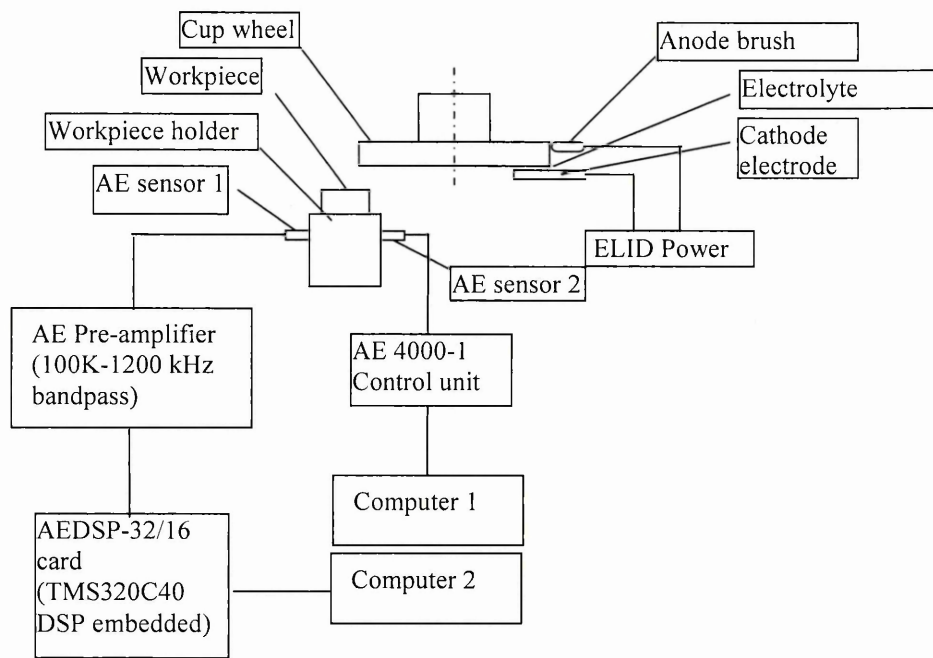 Cup wheel
Anode brush
Workpiece
Electrolyte
Workpiece holder
Cathode
electrode
AE sensor 1
ELID Power
AE sensor 2
AE Pre-amplifier
(100K-1200 kHz
bandpass)
AE 4000-1
Control unit
Computer 1
AEDSP-32/16
card
(TMS320C40
DSP embedded)
Computer 2